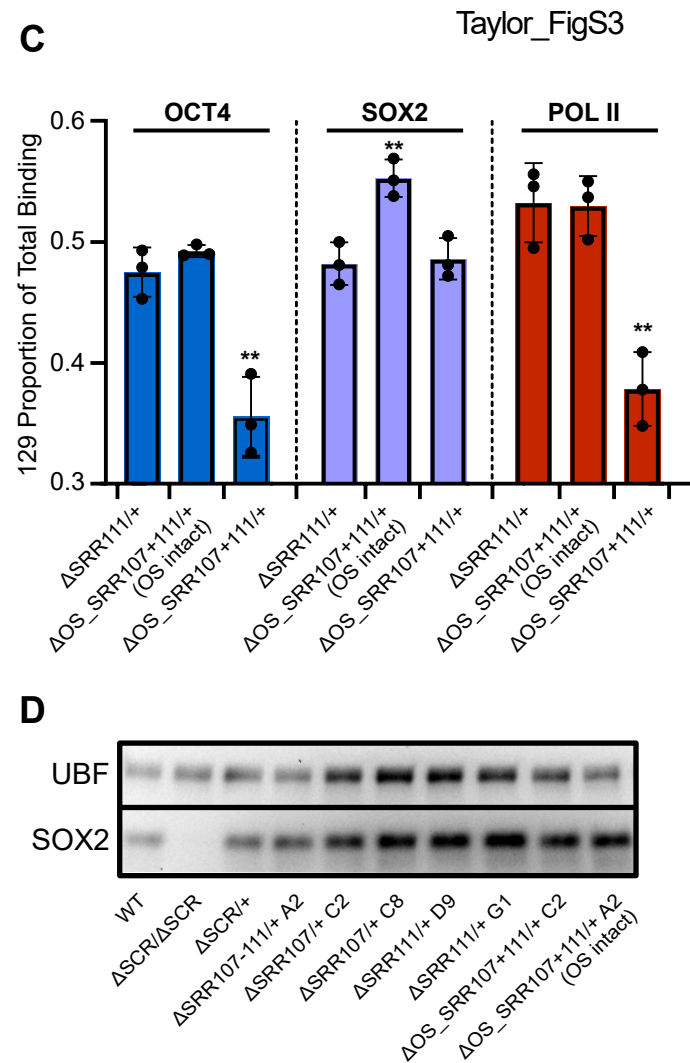 Taylor_FigS3
C
OCT4 SOX2 POL II
129 Proportion of Total Binding
0.6
0.5
0.4
0.3
**
**
**
ΔSRR111/+
ΔOS_SRR107+111/+
(OS intact)
ΔOS_SRR107+111/+
ΔSRR111/+
ΔOS_SRR107+111/+
(OS intact)
ΔOS_SRR107+111/+
ΔSRR111/+
ΔOS_SRR107+111/+
(OS intact)
ΔOS_SRR107+111/+
D
UBF
SOX2
WT
ΔSCR/ΔSCR
ΔSCR/+
ΔSRR107-111/+ A2
ΔSRR107/+ C2
ΔSRR107/+ C8
ΔSRR111/+ D9
ΔSRR111/+ G1
ΔOS_SRR107+111/+ C2
ΔOS_SRR107+111/+ A2
(OS intact)